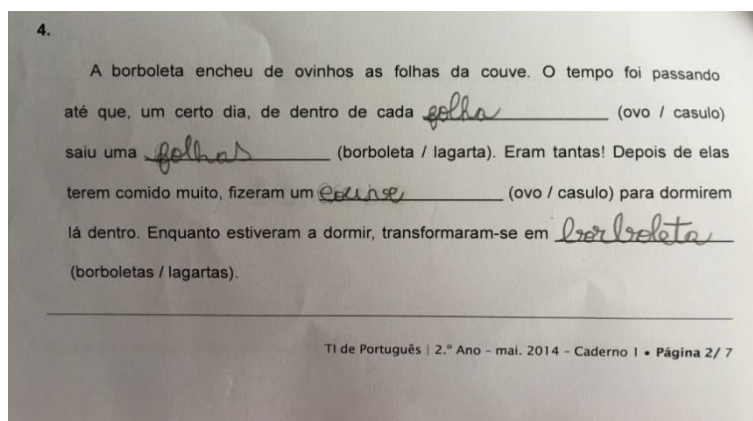 4.
A borboleta encheu de ovinhos as folhas da couve. O tempo foi passando
até que, um certo dia, de dentro de cada folha (ovo / casulo)
saiu uma folhas (borboleta / lagarta). Eram tantas! Depois de elas
terem comido muito, fizeram um (ovo / casulo) para dormirem
lá dentro. Enquanto estiveram a dormir, transformaram-se em borboleta
(borboletas / lagartas).
TI de Português | 2.º Ano - mai. 2014 - Caderno 1 • Página 2/ 7